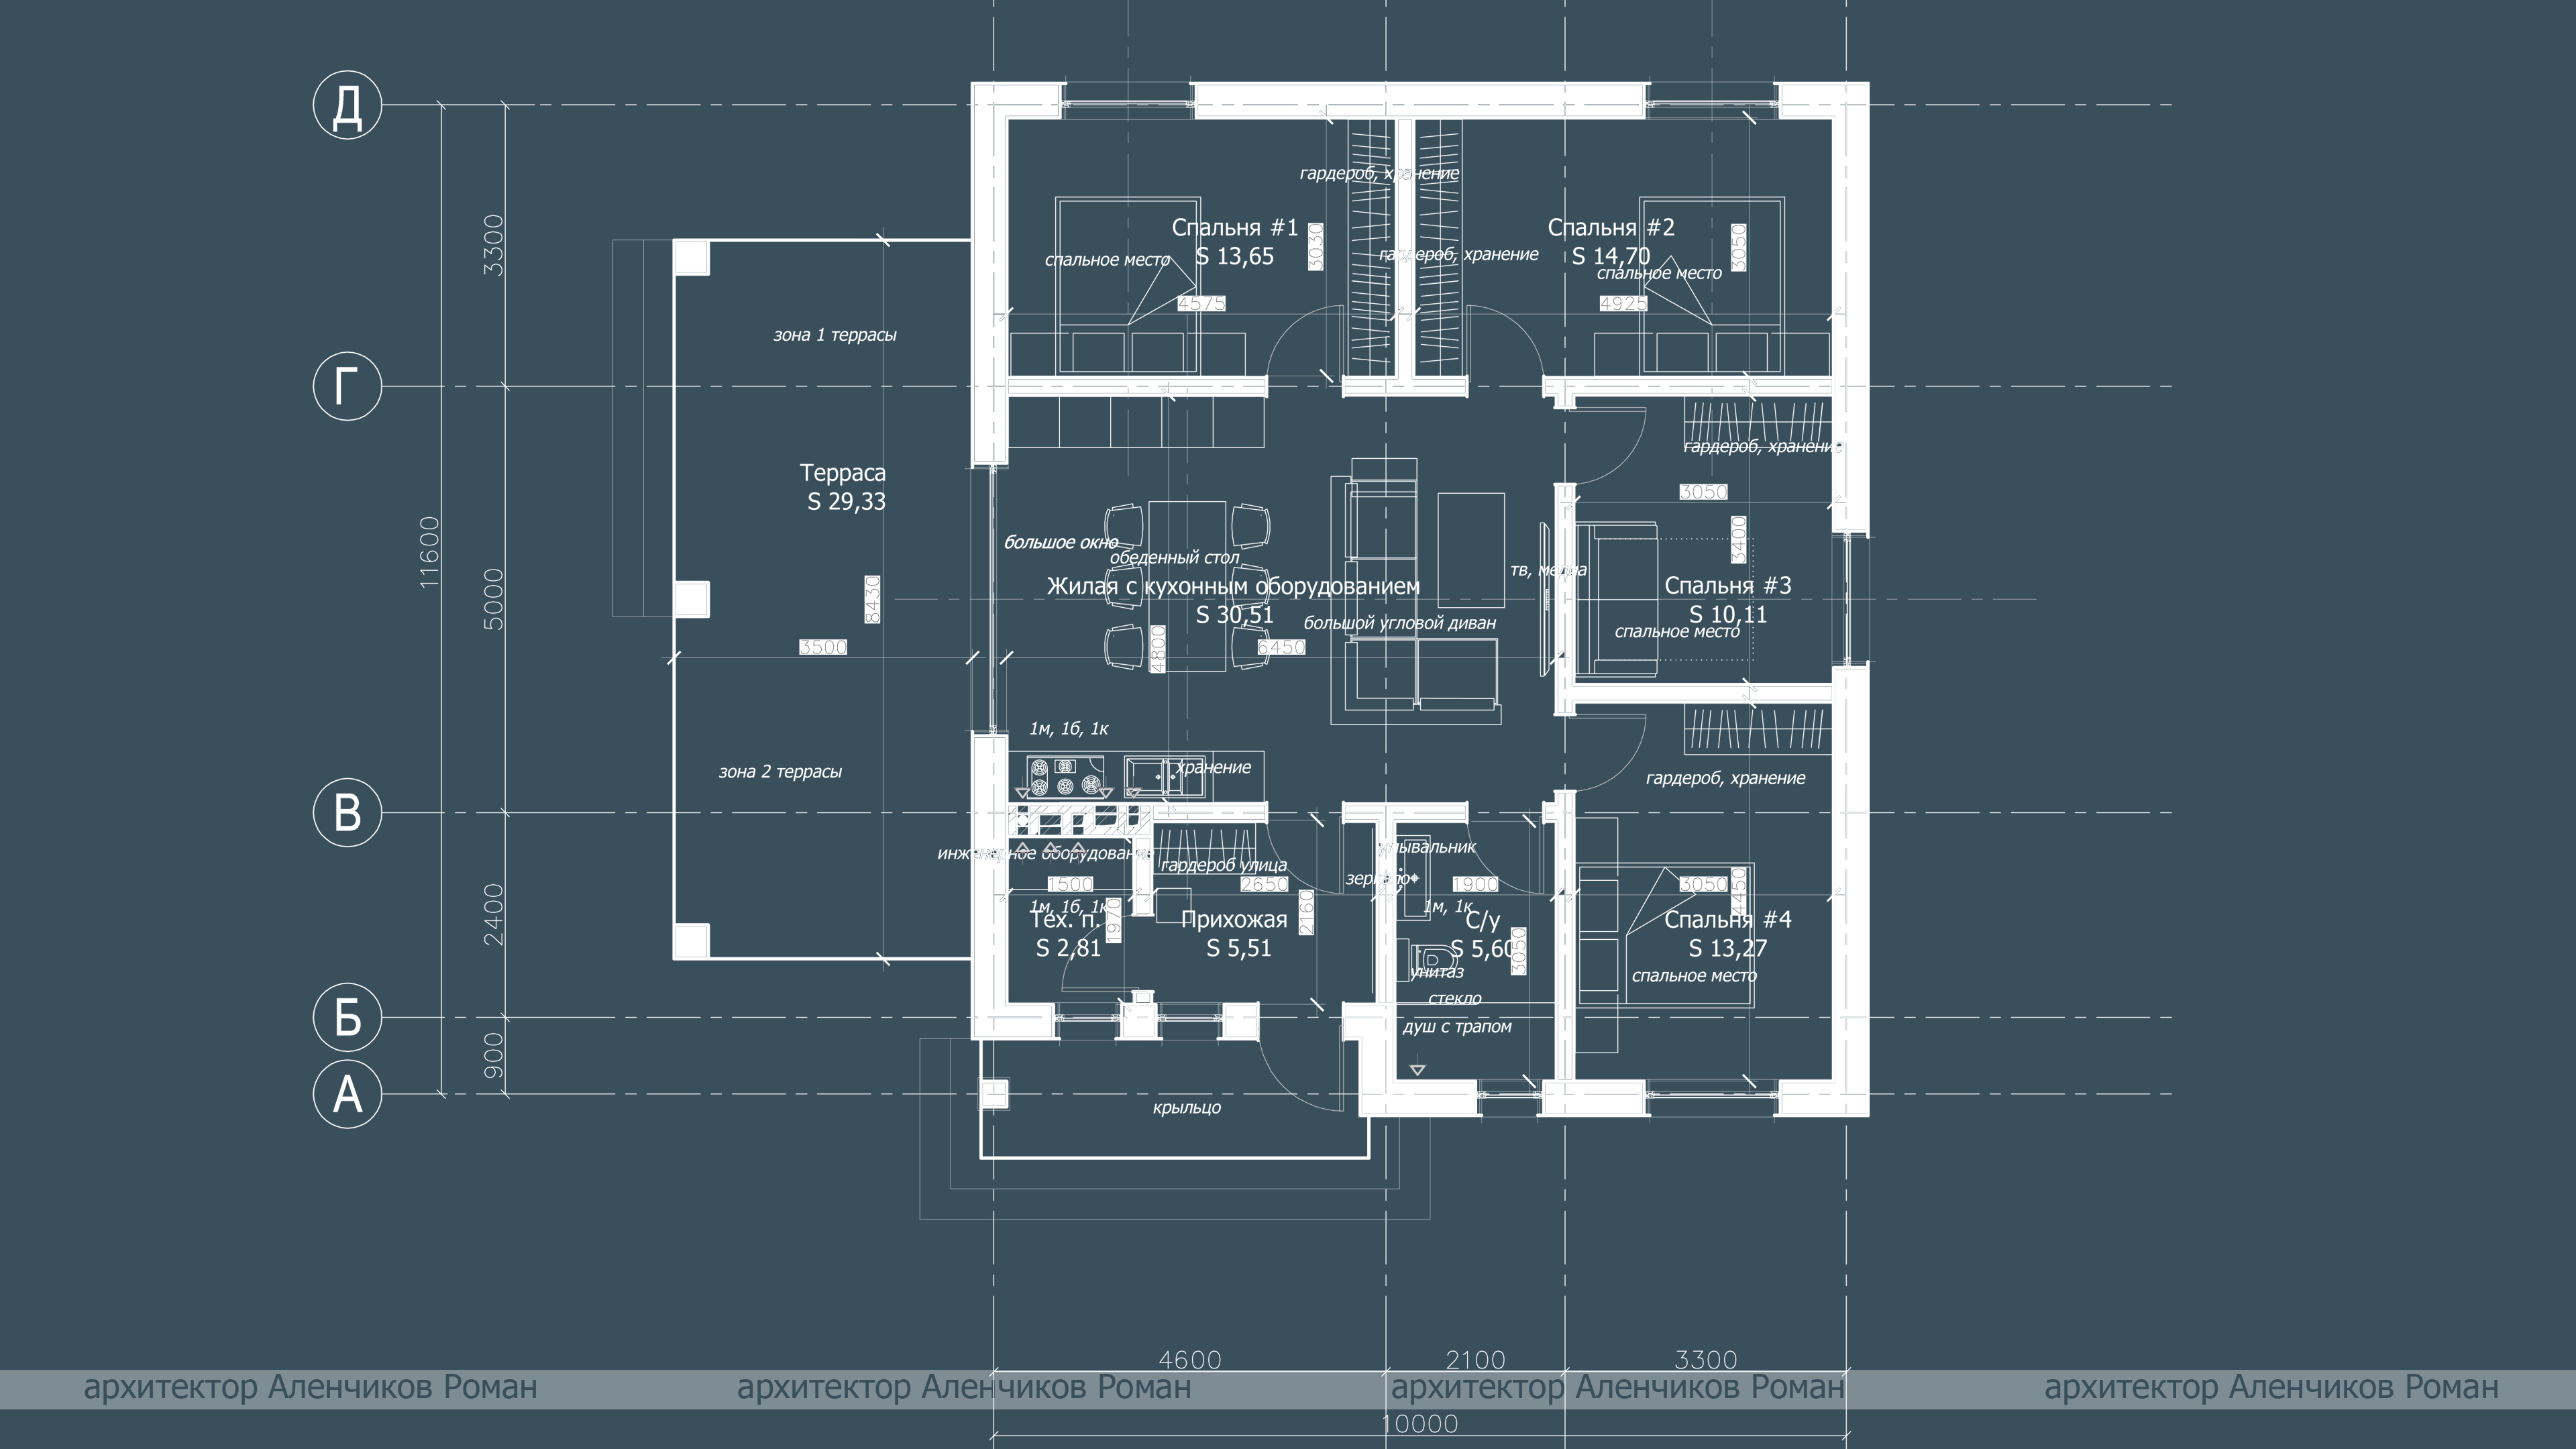 Д
Г
В
Б
А
3300
5000
2400
900
11600
гардероб, хранение
Спальня #1
S 13,65
спальное место
3030
4575
Спальня #2
S 14,70
гардероб, хранение
спальное место
3050
4925
зона 1 террасы
Терраса
S 29,33
8430
3500
зона 2 террасы
большое окно
обеденный стол
Жилая с кухонным оборудованием
S 30,51
большой угловой диван
тв, медиа
4800
6450
1м, 1б, 1к
хранение
гардероб, хранение
3050
3400
Спальня #3
S 10,11
спальное место
гардероб, хранение
3050
4450
Спальня #4
S 13,27
спальное место
инженерное оборудование
1500
1м, 1б, 1к
1970
Тех. п.
S 2,81
гардероб улица
2650
2160
Прихожая
S 5,51
зеркало
умывальник
1900
1м, 1к
С/у
S 5,60
3050
унитаз
стекло
душ с трапом
крыльцо
4600
2100
3300
архитектор Аленчиков Роман
архитектор Аленчиков Роман
архитектор Аленчиков Роман
архитектор Аленчиков Роман
10000